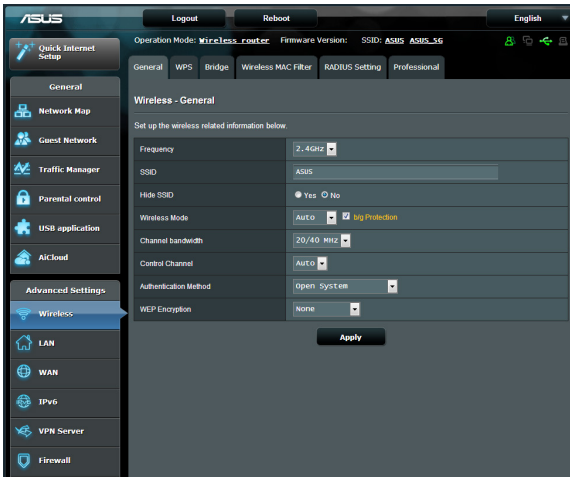 ASUS
Logout Reboot English
Operation Mode: Wireless router Firmware Version: SSID: ASUS ASUS_5G
Quick Internet
Setup
General
Network Map
Guest Network
Traffic Manager
Parental control
USB application
AiCloud
Advanced Settings
Wireless
LAN
WAN
IPv6
VPN Server
Firewall
General WPS Bridge Wireless MAC Filter RADIUS Setting Professional
Wireless - General
Set up the wireless related information below.
Frequency 2.4GHz
SSID ASUS
Hide SSID Yes No
Wireless Mode Auto b/g Protection
Channel bandwidth 20/40 MHz
Control Channel Auto
Authentication Method Open System
WEP Encryption None
Apply